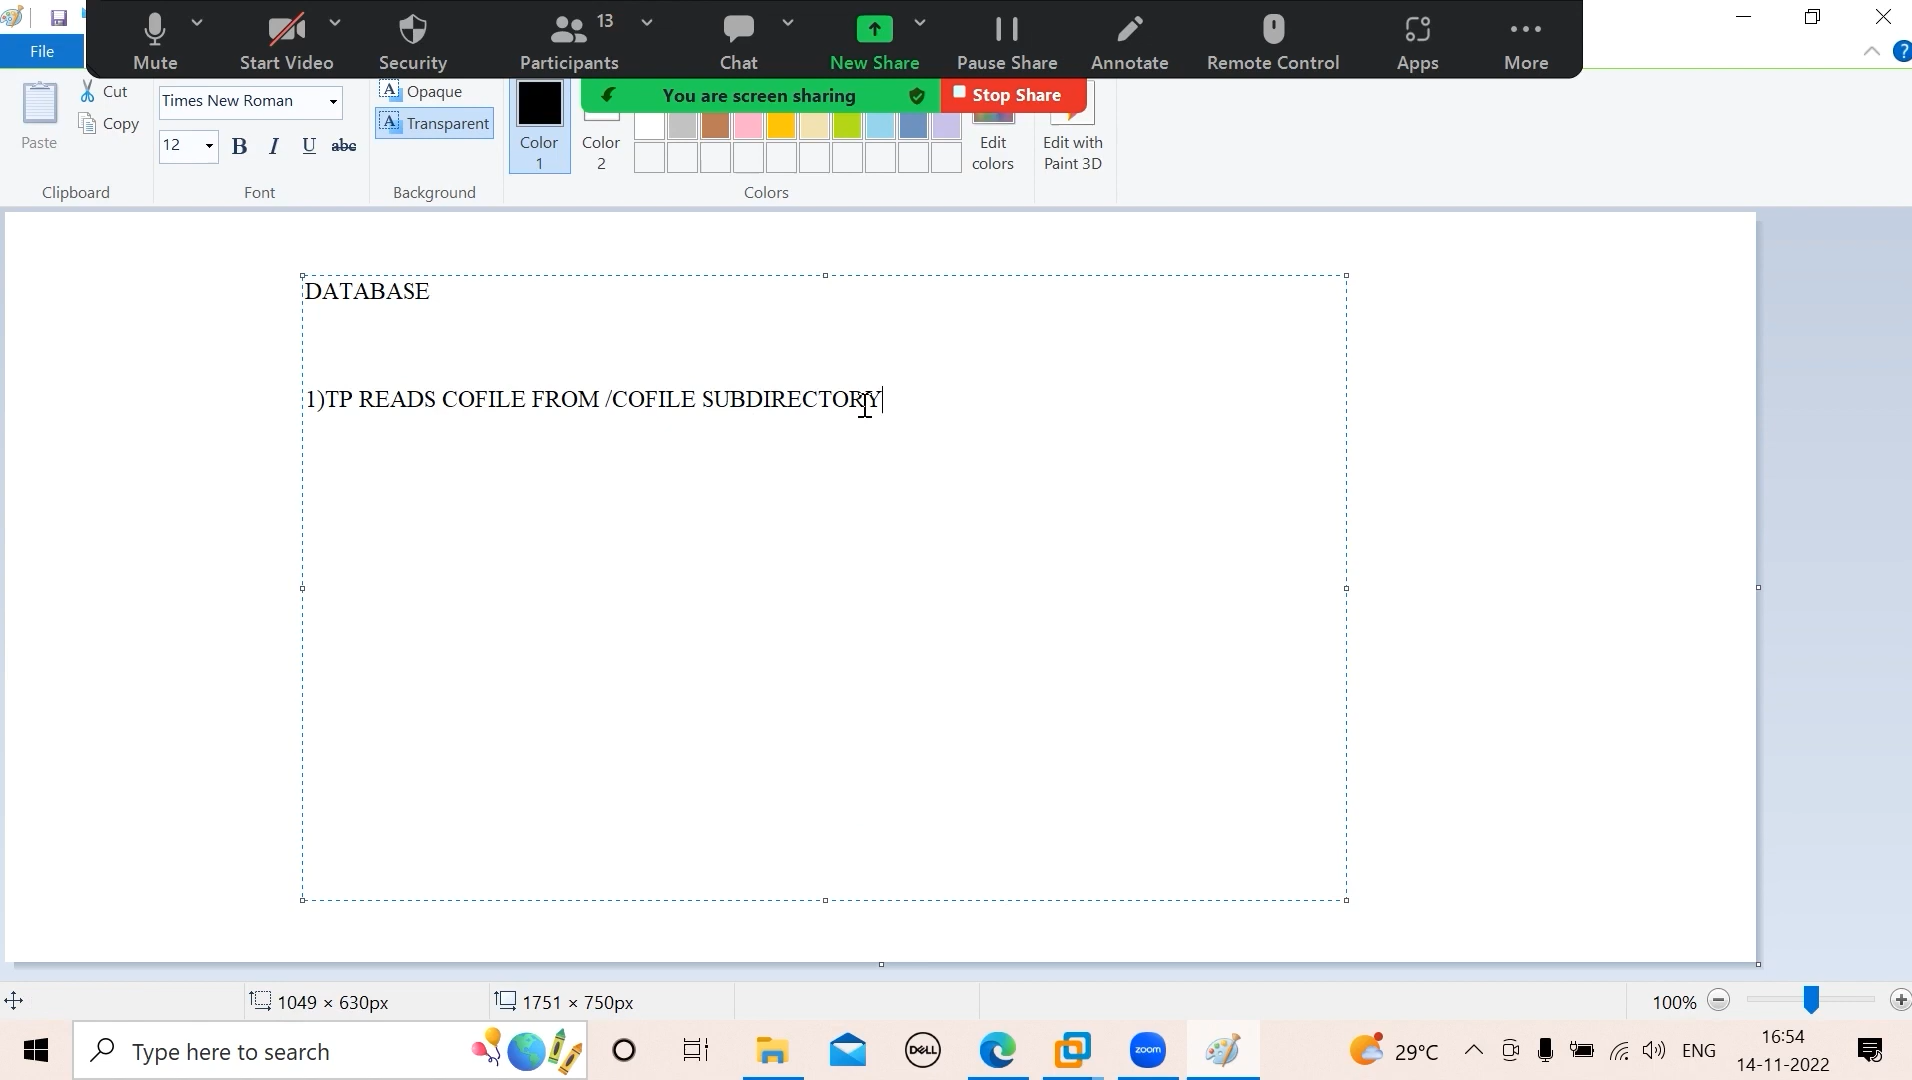 13
Mute
Start Video
Security
Participants
Chat
New Share
Pause Share
Annotate
Remote Control
Apps
More
You are screen sharing
Stop Share
File
Paste
Cut
Copy
Clipboard
Times New Roman
12
B I U abc
Font
A Opaque
A Transparent
Background
Color 1
Color 2
Colors
Edit colors
Edit with Paint 3D
?
DATABASE
1)TP READS COFILE FROM /COFILE SUBDIRECTORY
1049 × 630px
1751 × 750px
100%
Type here to search
DELL
zoom
29°C
ENG
16:54
14-11-2022